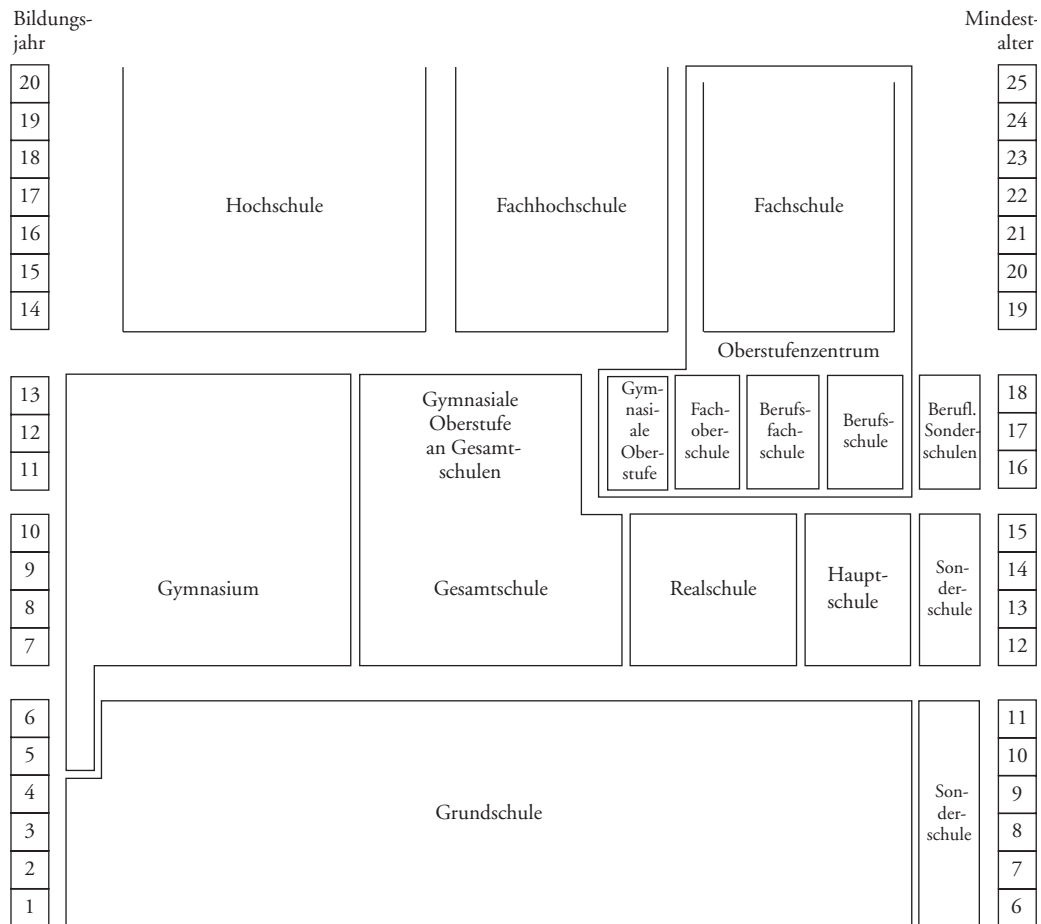 Bildungs-
jahr
Mindest-
alter
20
19
18
17
16
15
14
Hochschule
Fachhochschule
Fachschule
25
24
23
22
21
20
19
Oberstufenzentrum
13
12
11
Gymnasiale
Oberstufe
an Gesamt-
schulen
Gym-
nasi-
ale
Ober-
stufe
Fach-
ober-
schule
Berufs-
fach-
schule
Berufs-
schule
Berufl.
Sonder-
schulen
18
17
16
10
9
8
7
Gymnasium
Gesamtschule
Realschule
Haupt-
schule
Son-
der-
schule
15
14
13
12
6
5
4
3
2
1
Grundschule
Son-
der-
schule
11
10
9
8
7
6